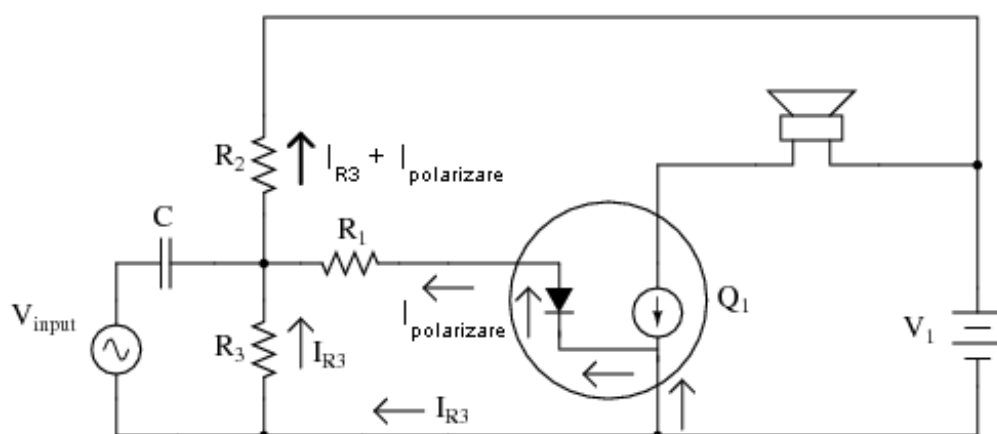 R2
IR3 + Ipolarizare
C
R1
Vinput
Ipolarizare
Q1
V1
R3
IR3
IR3